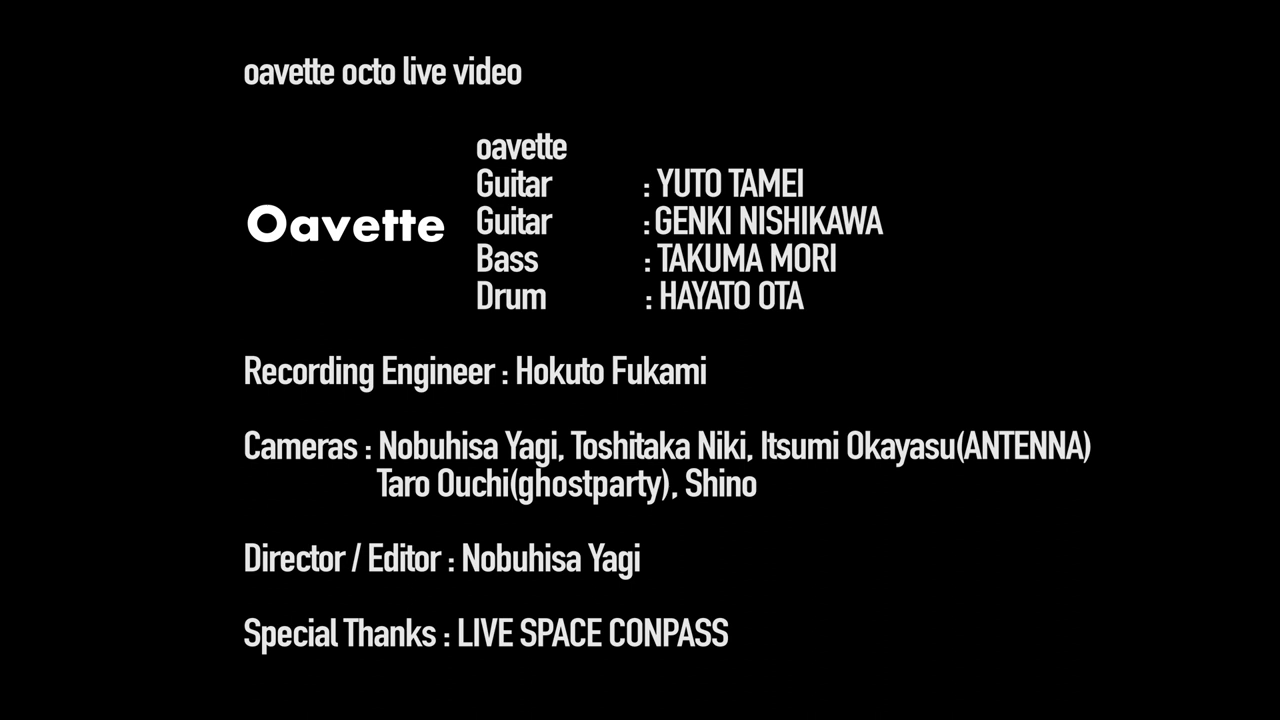 oavette octo live video
Oavette
oavette
Guitar : YUTO TAMEI
Guitar : GENKI NISHIKAWA
Bass : TAKUMA MORI
Drum : HAYATO OTA
Recording Engineer : Hokuto Fukami
Cameras : Nobuhisa Yagi, Toshitaka Niki, Itsumi Okayasu(ANTENNA)
Taro Ouchi(ghostparty), Shino
Director / Editor : Nobuhisa Yagi
Special Thanks : LIVE SPACE CONPASS